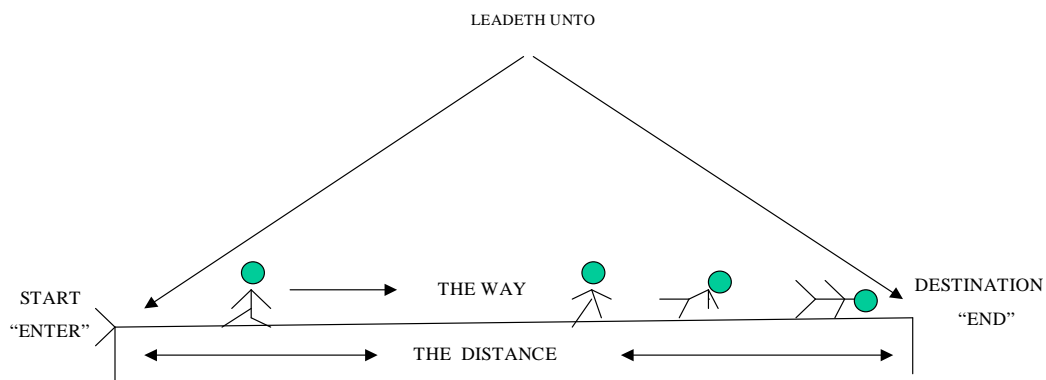 LEADETH UNTO
START
“ENTER”
THE WAY
DESTINATION
“END”
THE DISTANCE